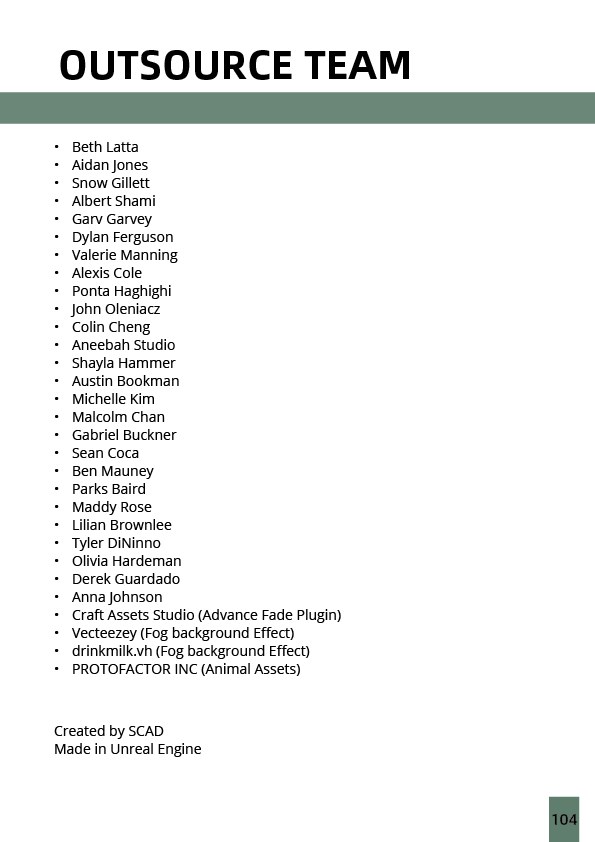 OUTSOURCE TEAM
• Beth Latta
• Aidan Jones
• Snow Gillett
• Albert Shami
• Garv Garvey
• Dylan Ferguson
• Valerie Manning
• Alexis Cole
• Ponta Haghighi
• John Oleniacz
• Colin Cheng
• Aneebah Studio
• Shayla Hammer
• Austin Bookman
• Michelle Kim
• Malcolm Chan
• Gabriel Buckner
• Sean Coca
• Ben Mauney
• Parks Baird
• Maddy Rose
• Lilian Brownlee
• Tyler DiNinno
• Olivia Hardeman
• Derek Guardado
• Anna Johnson
• Craft Assets Studio (Advance Fade Plugin)
• Vecteezey (Fog background Effect)
• drinkmilk.vh (Fog background Effect)
• PROTOFACTOR INC (Animal Assets)
Created by SCAD
Made in Unreal Engine
104